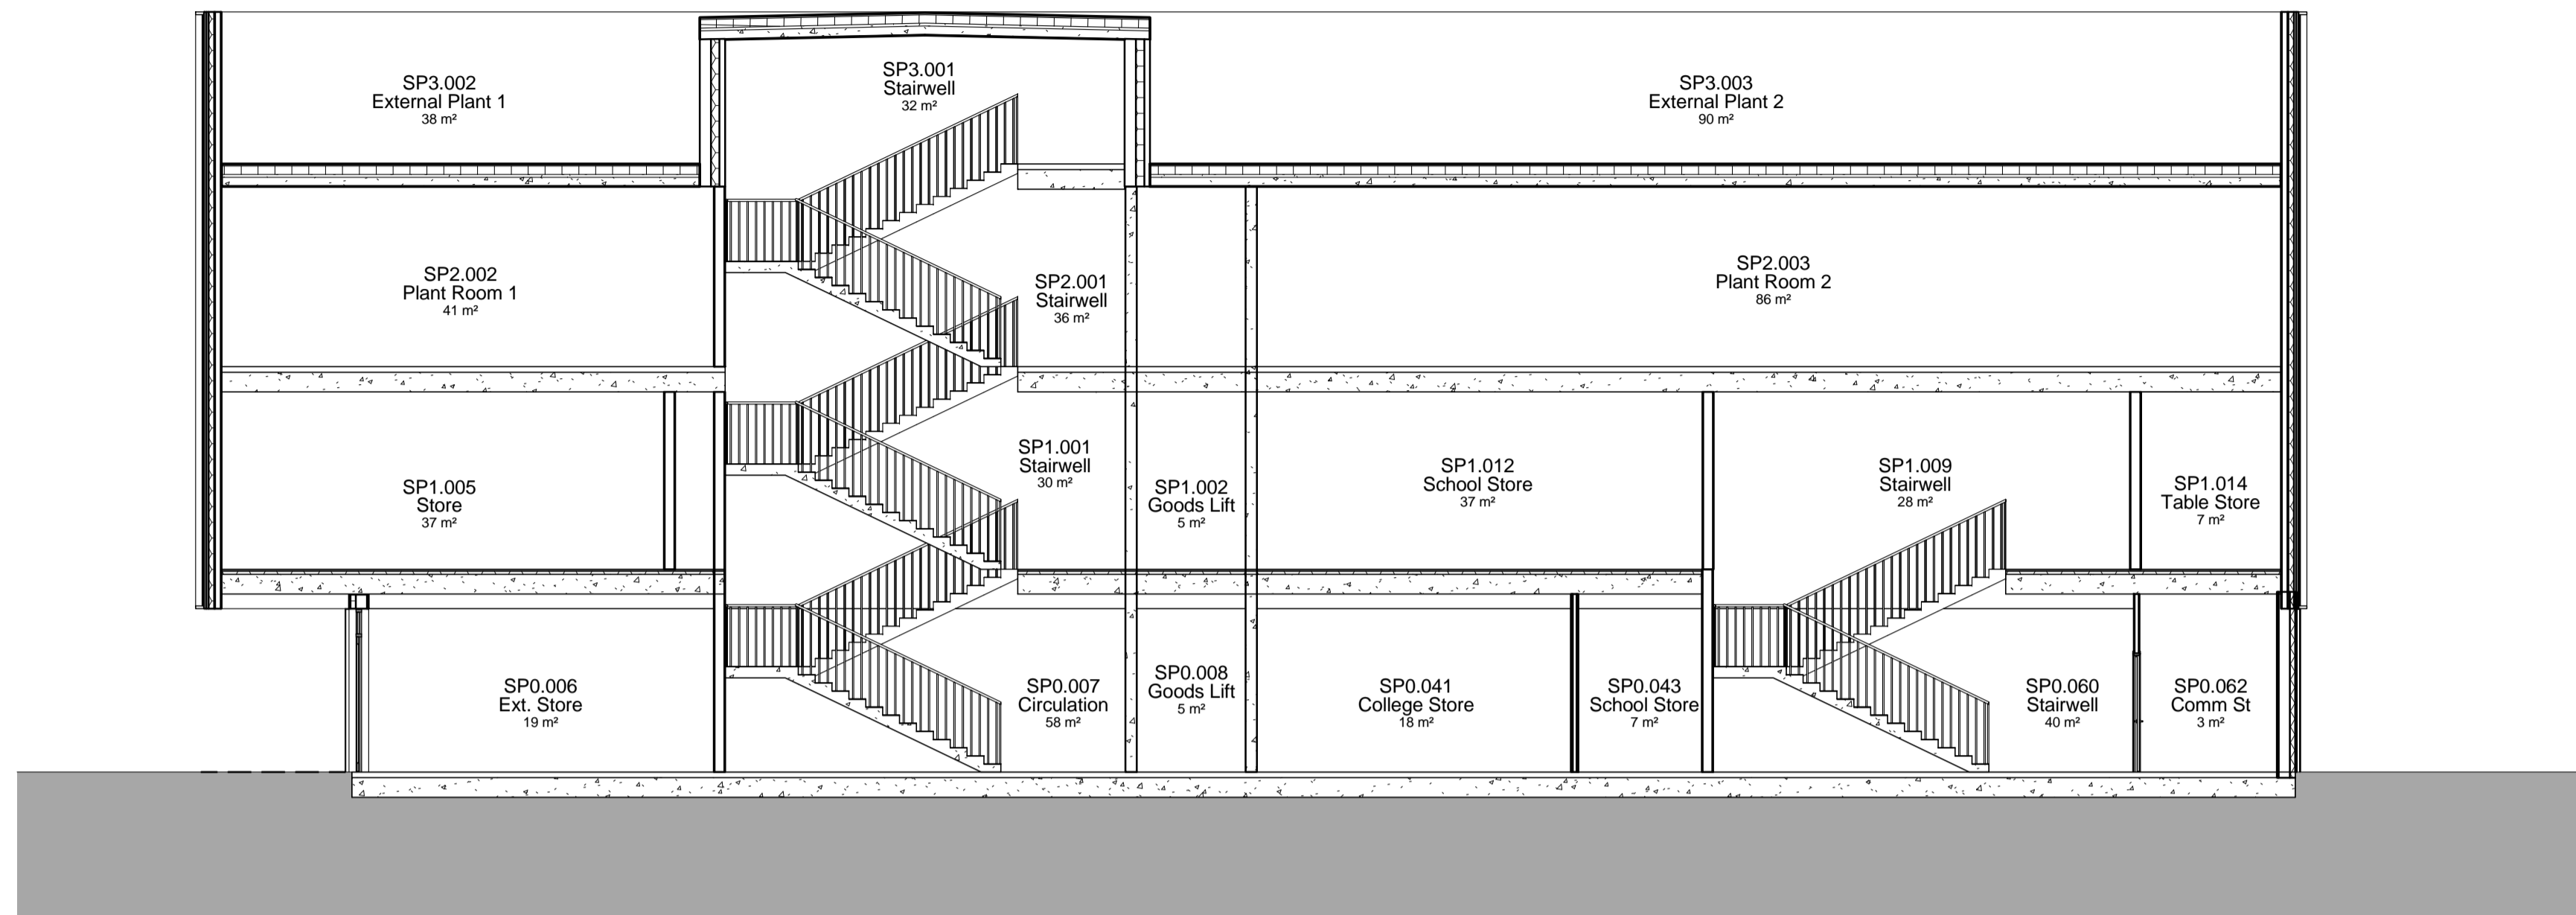 SP3.002
External Plant 1
38 m²
SP3.001
Stairwell
32 m²
SP3.003
External Plant 2
90 m²
SP2.002
Plant Room 1
41 m²
SP2.001
Stairwell
36 m²
SP2.003
Plant Room 2
86 m²
SP1.005
Store
37 m²
SP1.001
Stairwell
30 m²
SP1.002
Goods Lift
5 m²
SP1.012
School Store
37 m²
SP1.009
Stairwell
28 m²
SP1.014
Table Store
7 m²
SP0.006
Ext. Store
19 m²
SP0.007
Circulation
58 m²
SP0.008
Goods Lift
5 m²
SP0.041
College Store
18 m²
SP0.043
School Store
7 m²
SP0.060
Stairwell
40 m²
SP0.062
Comm St
3 m²